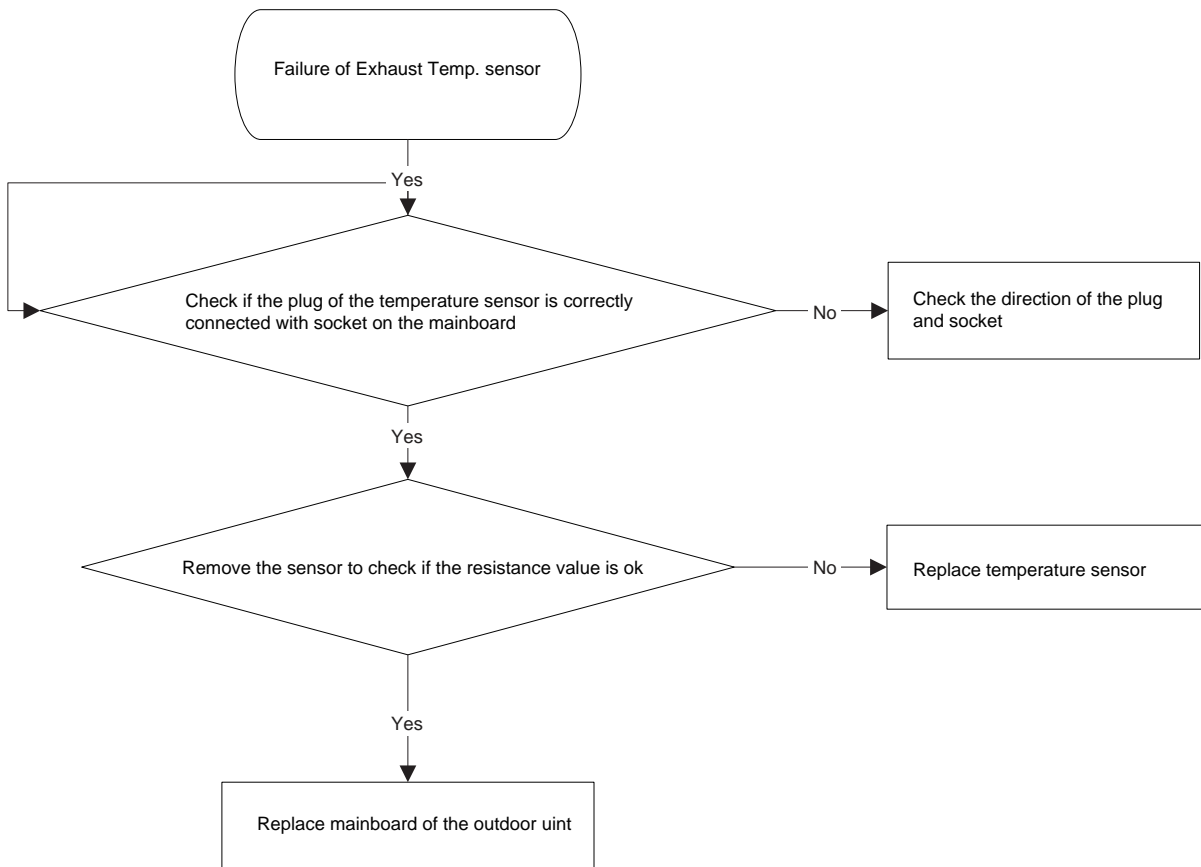 Failure of Exhaust Temp. sensor
Yes
Check if the plug of the temperature sensor is correctly
connected with socket on the mainboard
No
Check the direction of the plug
and socket
Yes
Remove the sensor to check if the resistance value is ok
No
Replace temperature sensor
Yes
Replace mainboard of the outdoor uint